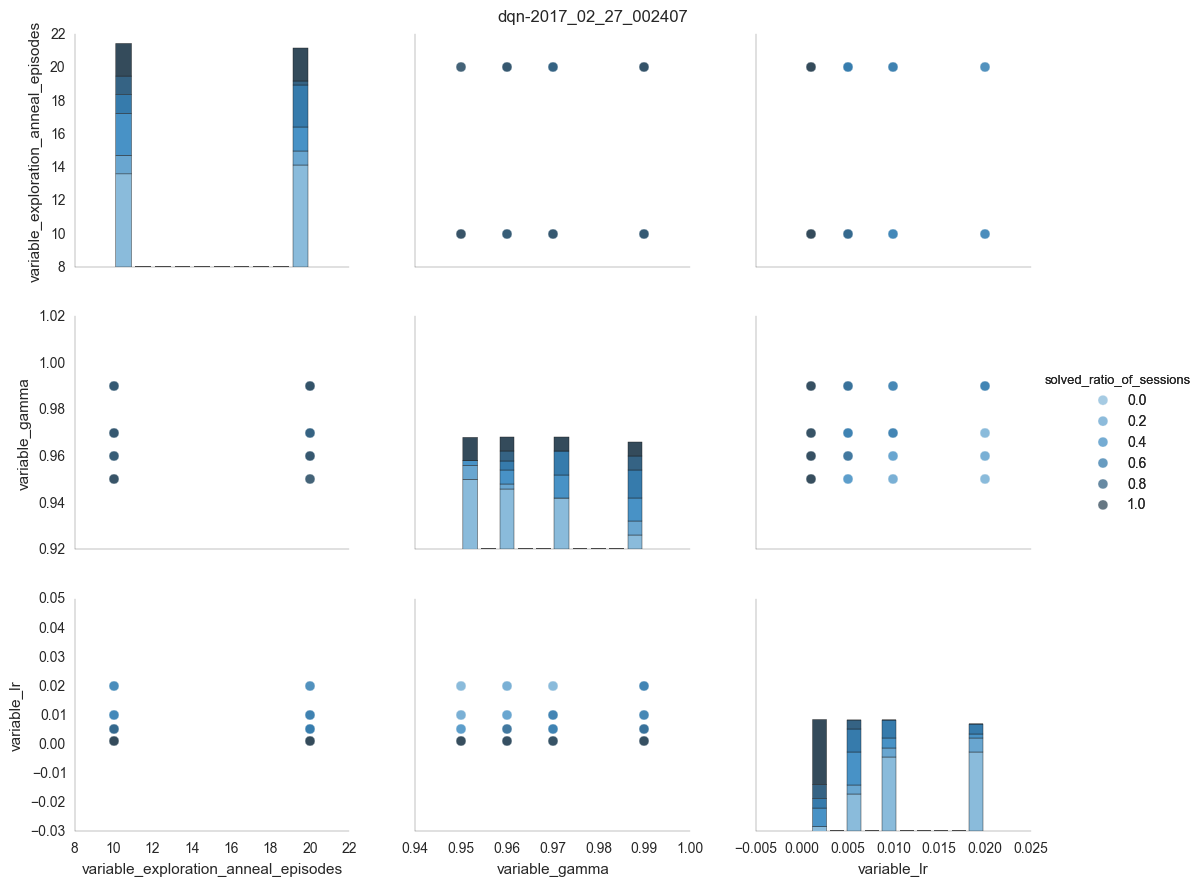 dqn-2017_02_27_002407
variable_exploration_anneal_episodes
22
20
18
16
14
12
10
8
variable_gamma
1.02
1.00
0.98
0.96
0.94
0.92
solved_ratio_of_sessions
0.0
0.2
0.4
0.6
0.8
1.0
variable_lr
0.05
0.04
0.03
0.02
0.01
0.00
−0.01
−0.02
−0.03
8 10 12 14 16 18 20 22
variable_exploration_anneal_episodes
0.94 0.95 0.96 0.97 0.98 0.99 1.00
variable_gamma
−0.005 0.000 0.005 0.010 0.015 0.020 0.025
variable_lr